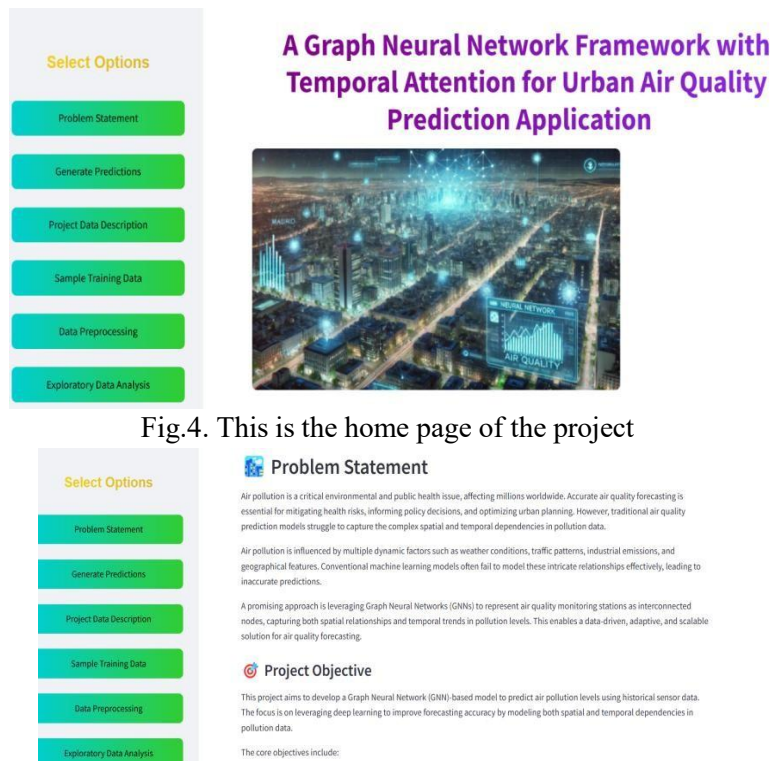 Select Options
Problem Statement
Generate Predictions
Project Data Description
Sample Training Data
Data Preprocessing
Exploratory Data Analysis
A Graph Neural Network Framework with
Temporal Attention for Urban Air Quality
Prediction Application
MADRID
NEURAL NETWORK
AIR QUALITY
Fig.4. This is the home page of the project
Select Options
Problem Statement
Generate Predictions
Project Data Description
Sample Training Data
Data Preprocessing
Exploratory Data Analysis
Problem Statement
Air pollution is a critical environmental and public health issue, affecting millions worldwide. Accurate air quality forecasting is
essential for mitigating health risks, informing policy decisions, and optimizing urban planning. However, traditional air quality
prediction models struggle to capture the complex spatial and temporal dependencies in pollution data.
Air pollution is influenced by multiple dynamic factors such as weather conditions, traffic patterns, industrial emissions, and
geographical features. Conventional machine learning models often fail to model these intricate relationships effectively, leading to
inaccurate predictions.
A promising approach is leveraging Graph Neural Networks (GNNs) to represent air quality monitoring stations as interconnected
nodes, capturing both spatial relationships and temporal trends in pollution levels. This enables a data-driven, adaptive, and scalable
solution for air quality forecasting.
Project Objective
This project aims to develop a Graph Neural Network (GNN)-based model to predict air pollution levels using historical sensor data.
The focus is on leveraging deep learning to improve forecasting accuracy by modeling both spatial and temporal dependencies in
pollution data.
The core objectives include: